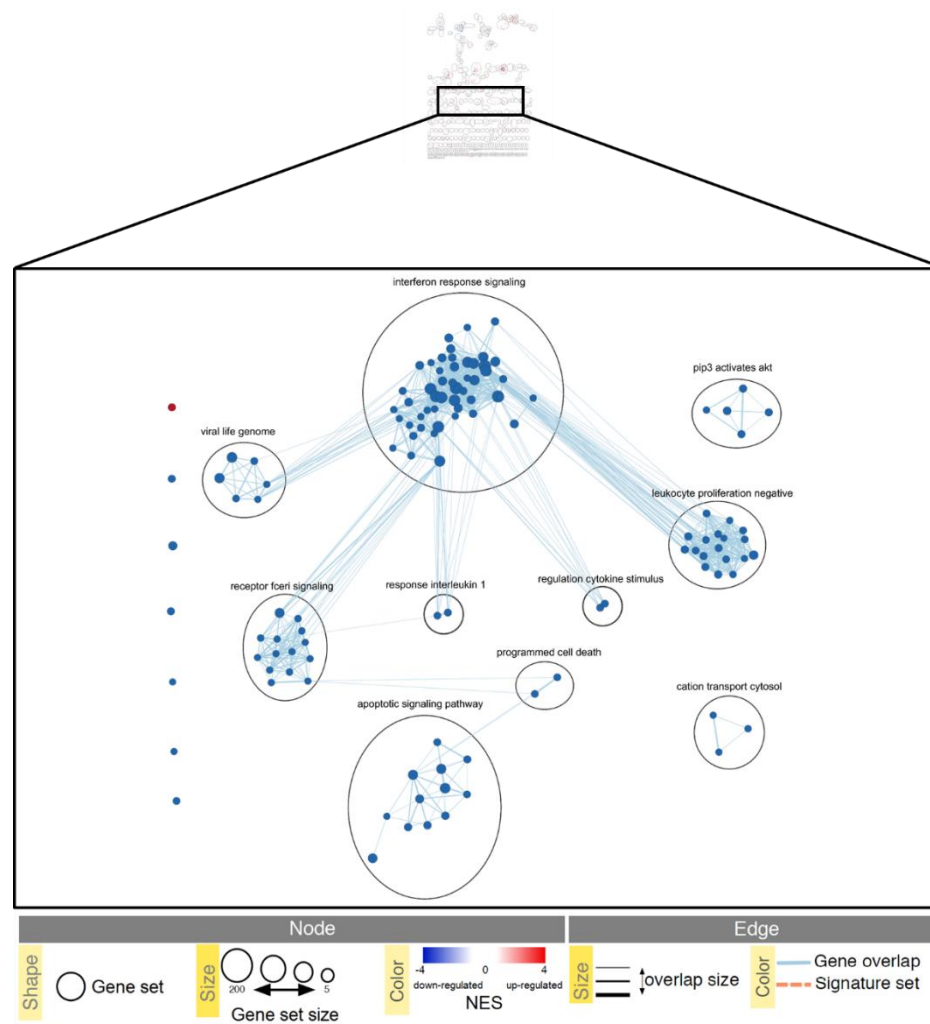 interferon response signaling
pip3 activates akt
viral life genome
leukocyte proliferation negative
receptor fceri signaling
response interleukin 1
regulation cytokine stimulus
programmed cell death
cation transport cytosol
apoptotic signaling pathway
Node
Edge
Shape
Gene set
Size
200
5
Gene set size
Color
-4
0
4
down-regulated
up-regulated
NES
Size
overlap size
Color
Gene overlap
Signature set